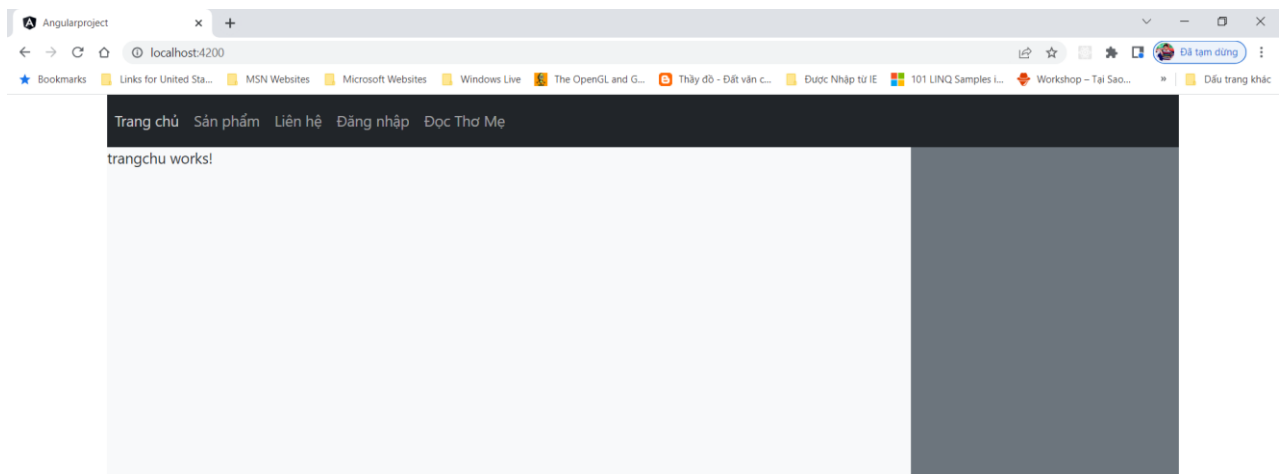 Angularproject
localhost:4200
Đã tạm dừng
Bookmarks Links for United Sta... MSN Websites Microsoft Websites Windows Live The OpenGL and G... Thầy đồ - Đất văn c... Được Nhập từ IE 101 LINQ Samples i... Workshop – Tại Sao... » Dấu trang khác
Trang chủ Sản phẩm Liên hệ Đăng nhập Đọc Thơ Mẹ
trangchu works!